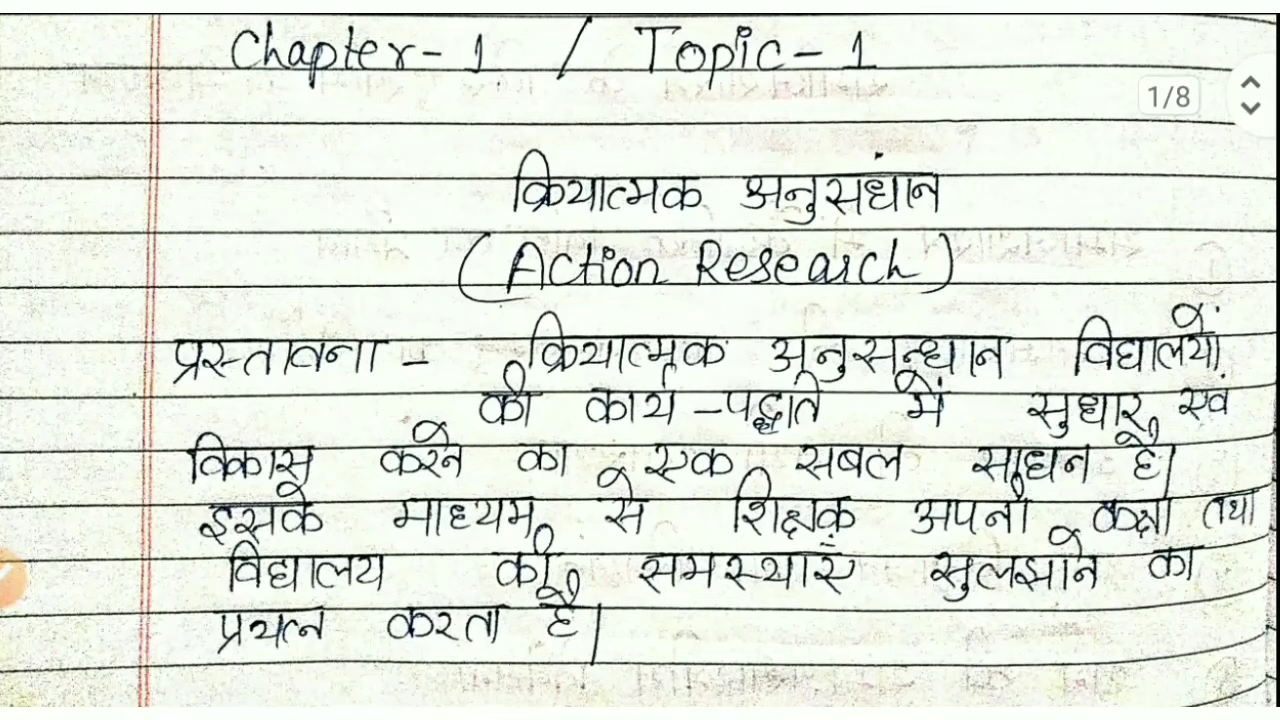 Chapter - 1 / Topic - 1
1/8
क्रियात्मक अनुसंधान
(Action Research)
प्रस्तावना - क्रियात्मक अनुसन्धान विद्यालयों
की कार्य-पद्धति में सुधार एवं
विकास करने का एक सबल साधन है।
इसके माध्यम से शिक्षक अपनी कक्षा तथा
विद्यालय की समस्याएं सुलझाने का
प्रयत्न करता है।